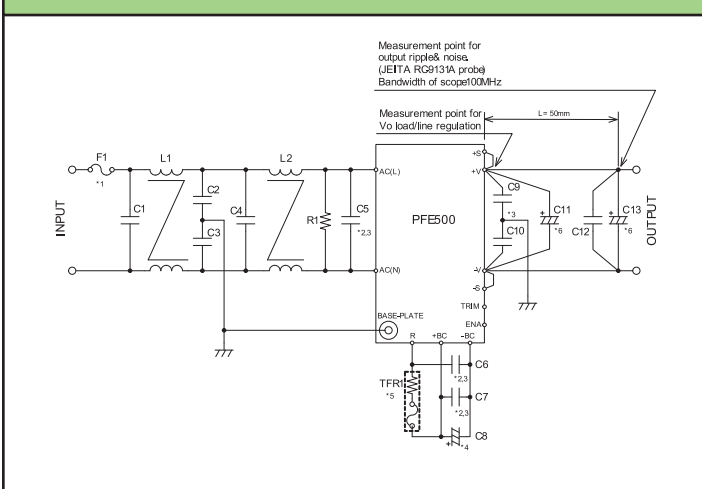 Measurement point for
output ripple& noise.
(JEITA RC9131A probe)
Bandwidth of scope100MHz
Measurement point for
Vo load/line regulation
L= 50mm
+S
+V
F1
*1
L1
L2
AC(L)
C1
C2
C3
C4
R1
C5
*2,3
PFE500
C9
*3
C10
C11
*6
C12
C13
*6
INPUT
OUTPUT
AC(N)
-V
-S
TRIM
ENA
BASE-PLATE
R
+BC
-BC
C6
*2,3
TFR1
*5
C7
*2,3
C8
+
*4